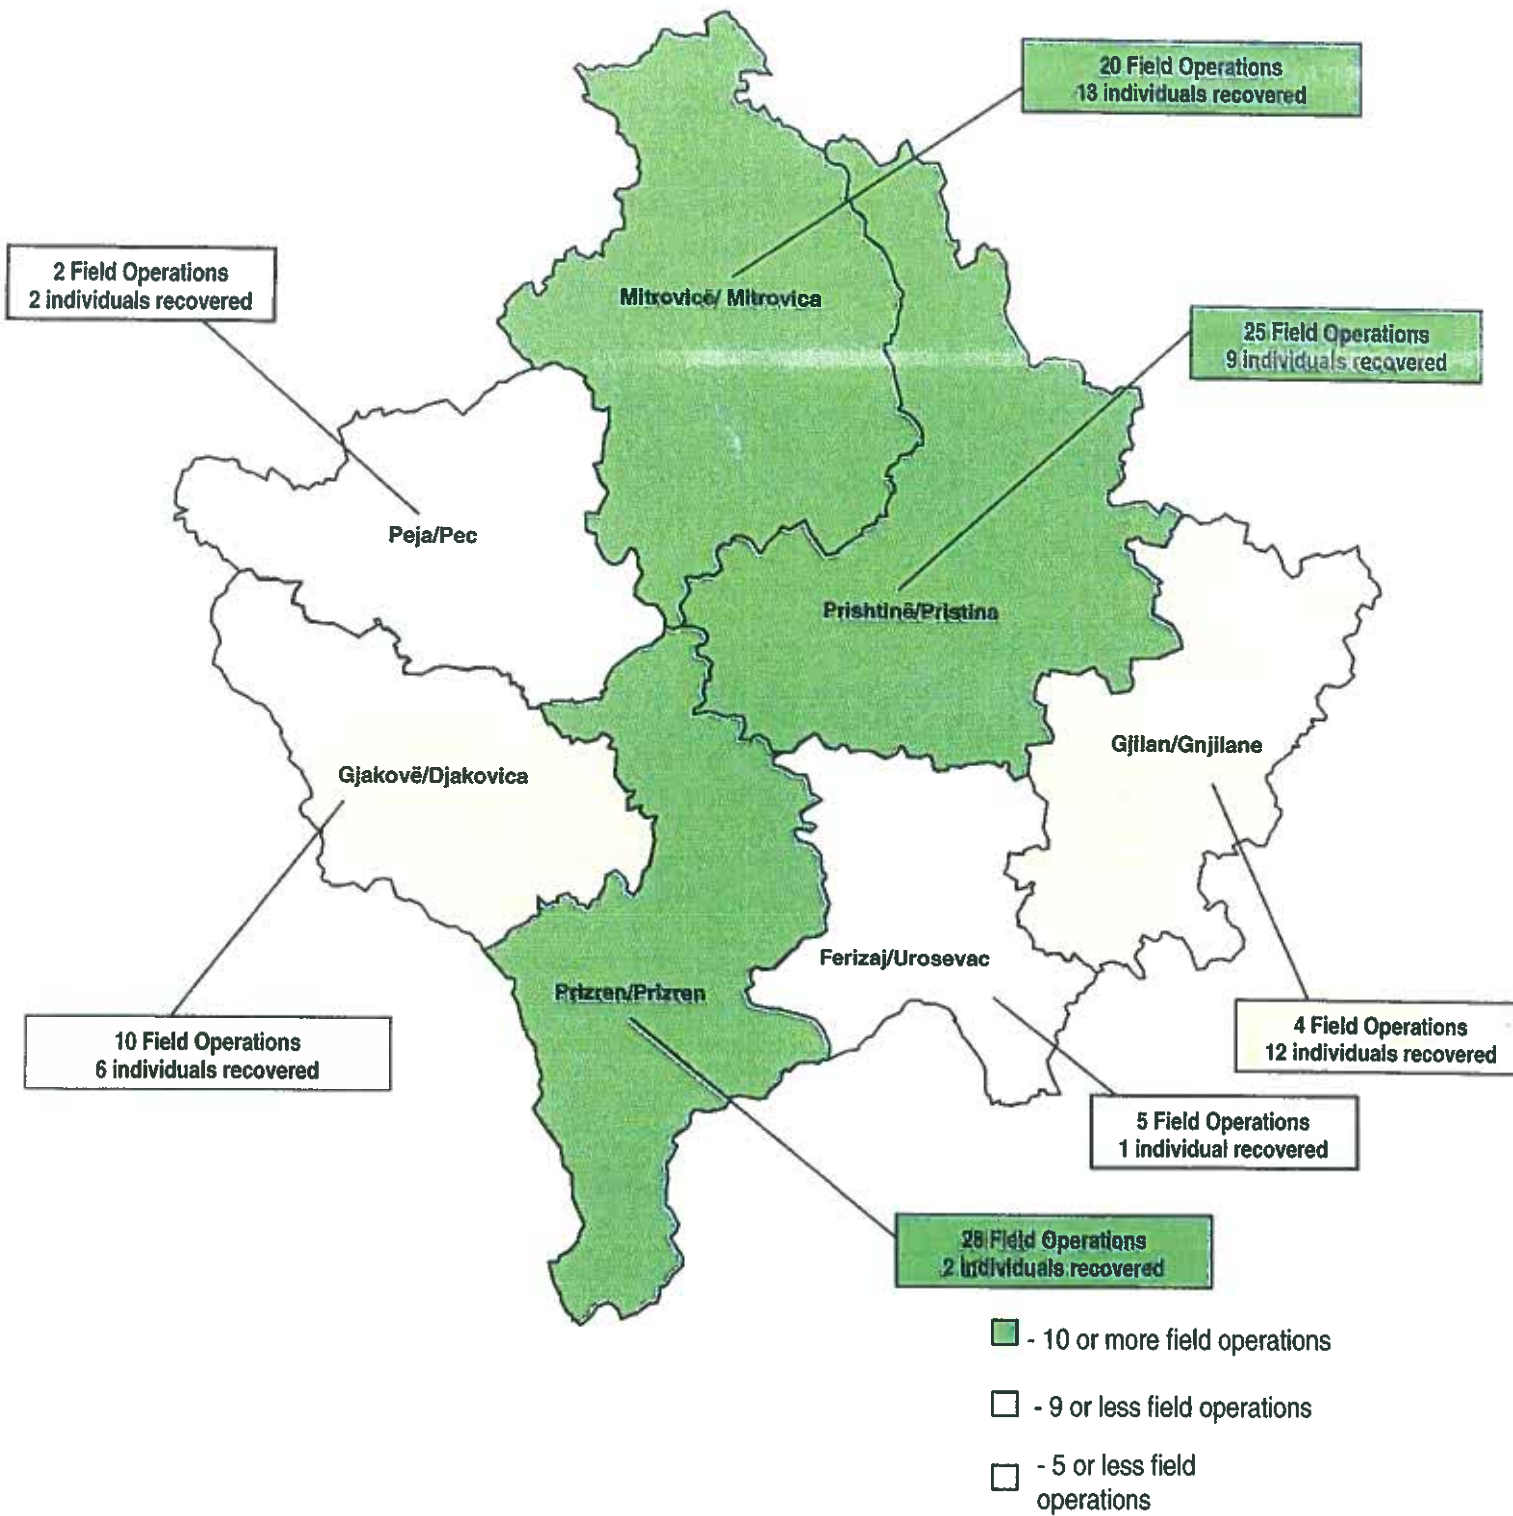 20 Field Operations
13 individuals recovered
2 Field Operations
2 individuals recovered
Mitrovicë/ Mitrovica
25 Field Operations
9 individuals recovered
Peja/Pec
Prishtinë/Pristina
Gjilan/Gnjilane
Gjakovë/Djakovica
Ferizaj/Urosevac
Prizren/Prizren
10 Field Operations
6 individuals recovered
4 Field Operations
12 individuals recovered
5 Field Operations
1 individual recovered
Field Operations
2 individuals recovered
- 10 or more field operations
- 9 or less field operations
- 5 or less field
operations